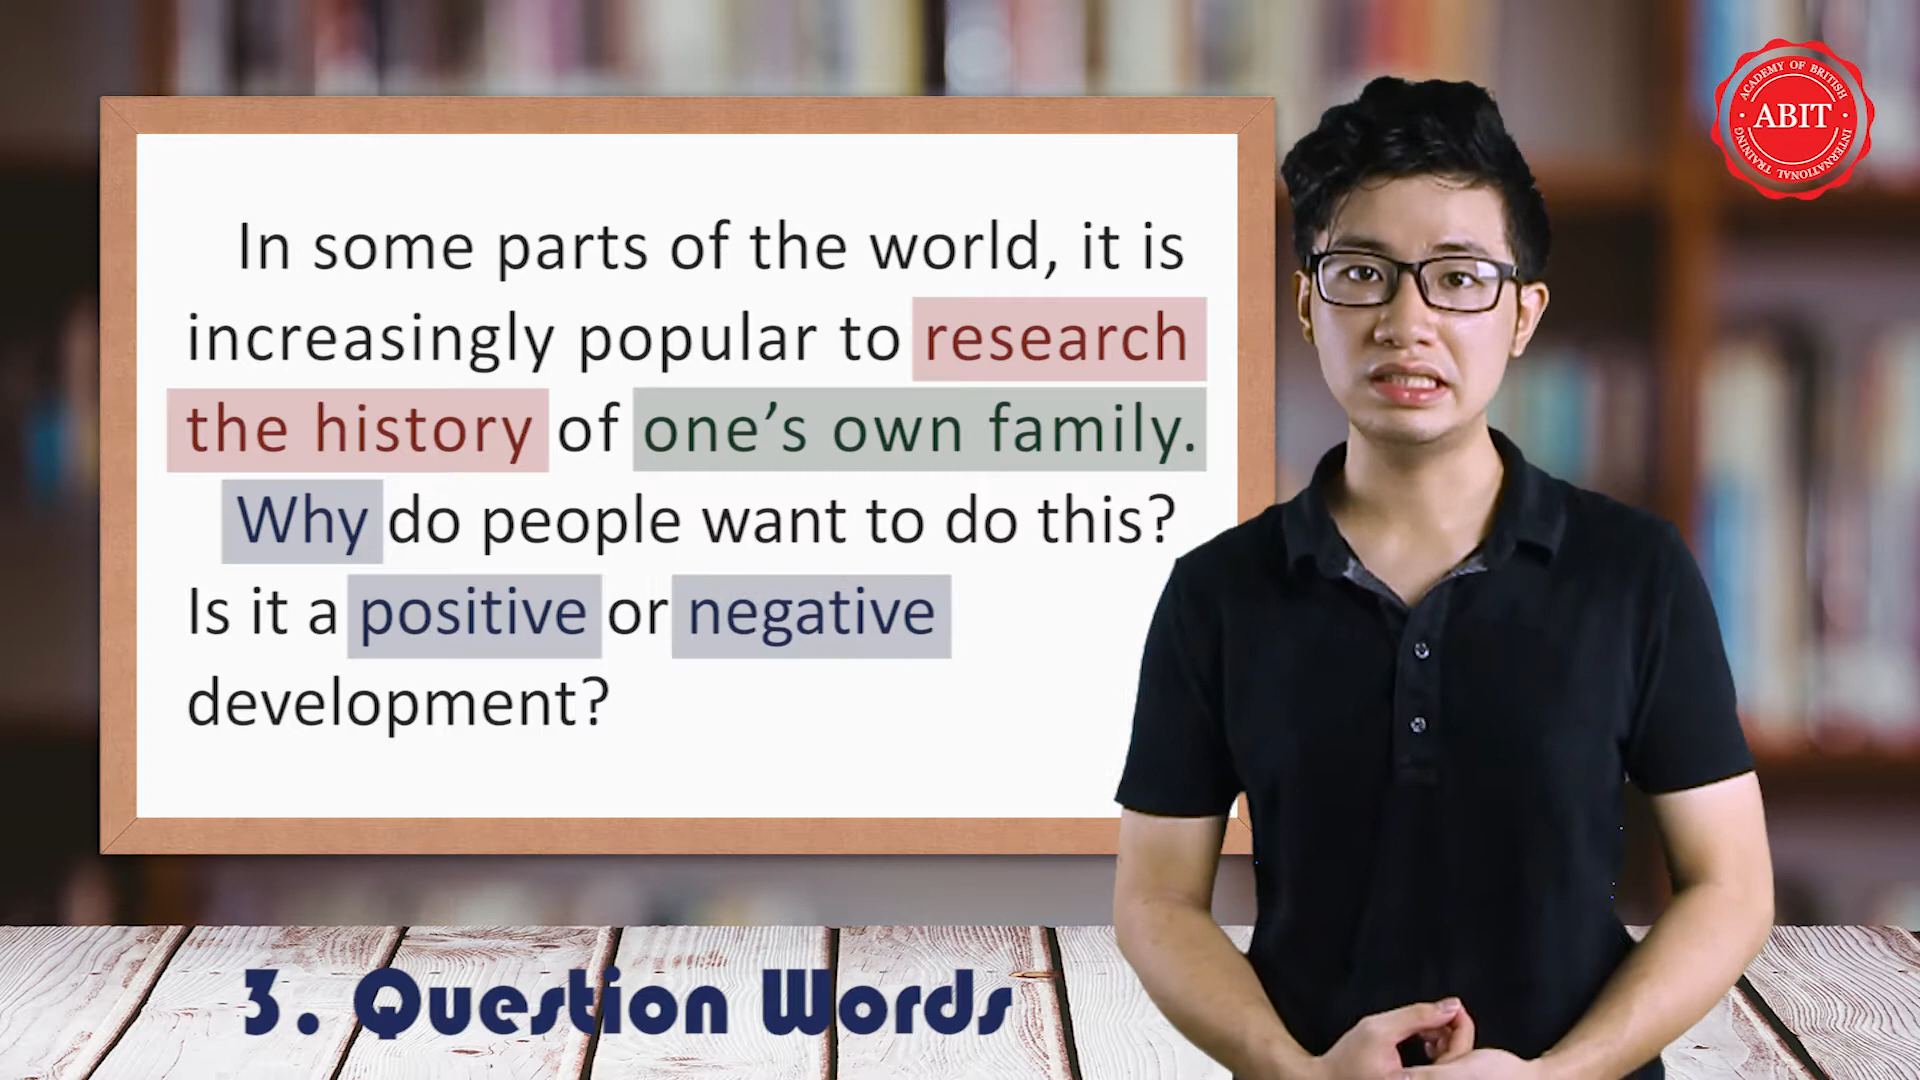 In some parts of the world, it is
increasingly popular to research
the history of one’s own family.
Why do people want to do this?
Is it a positive or negative
development?
3. Question Words
ACADEMY OF BRITISH
ABIT
INTERNATIONAL TRAINING